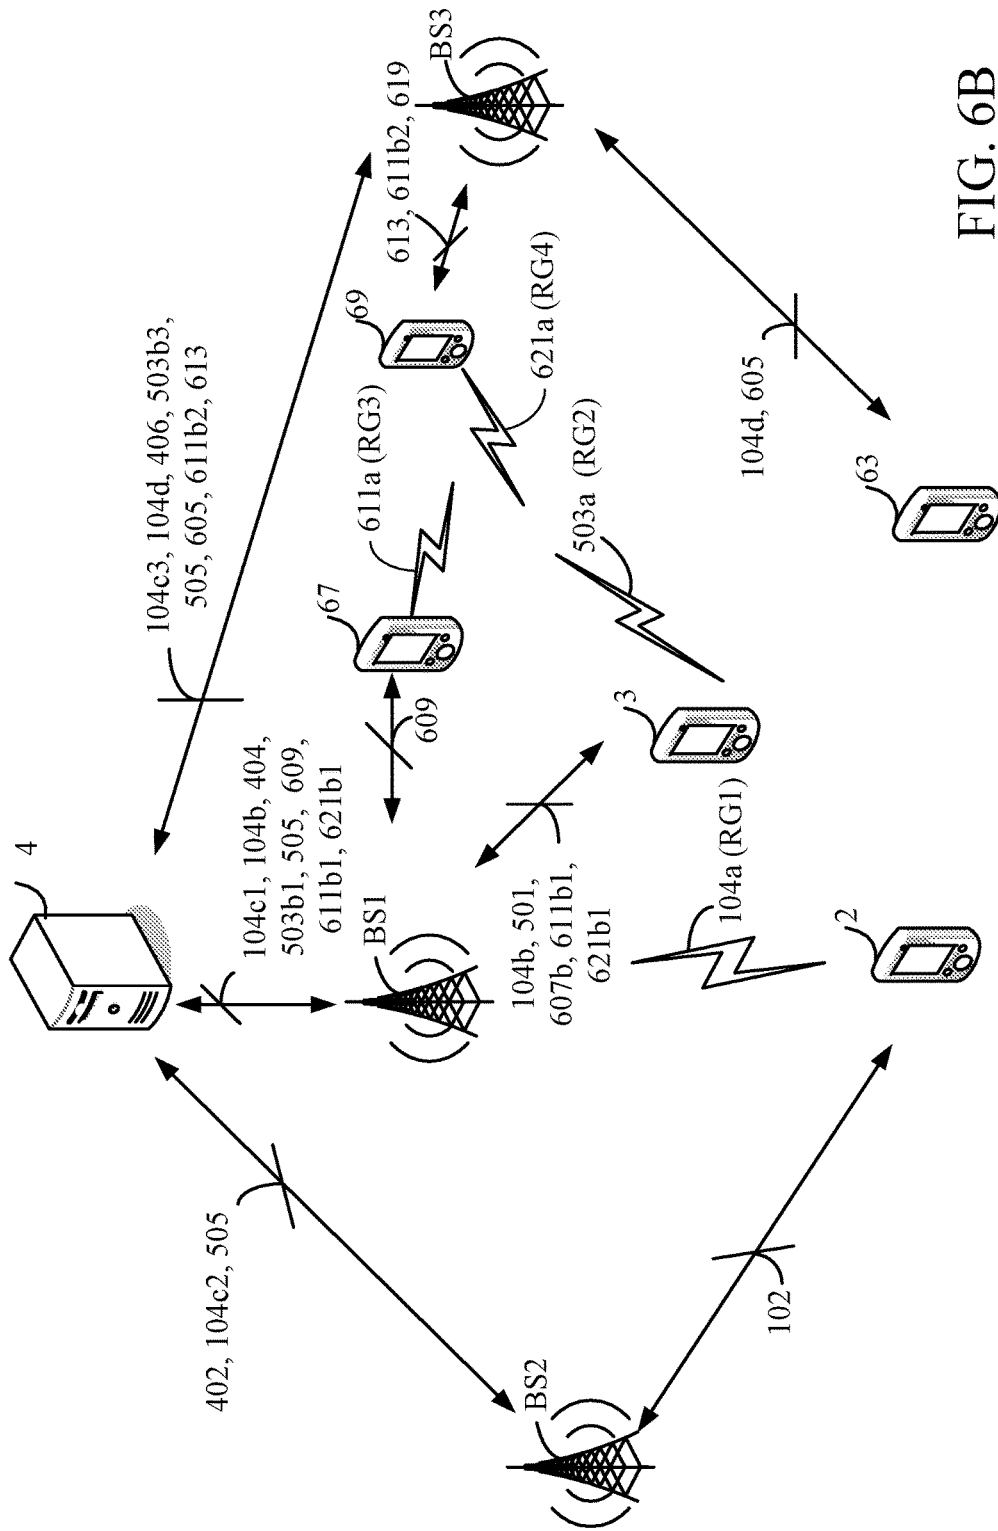 4
402, 104c2, 505
104c1, 104b, 404,
503b1, 505, 609,
611b1, 621b1
104c3, 104d, 406, 503b3,
505, 605, 611b2, 613
BS1
609
67
611a (RG3)
69
613, 611b2, 619
BS3
BS2
104b, 501,
607b, 611b1,
621b1
3
503a (RG2)
621a (RG4)
104a (RG1)
102
2
63
104d, 605
FIG. 6B